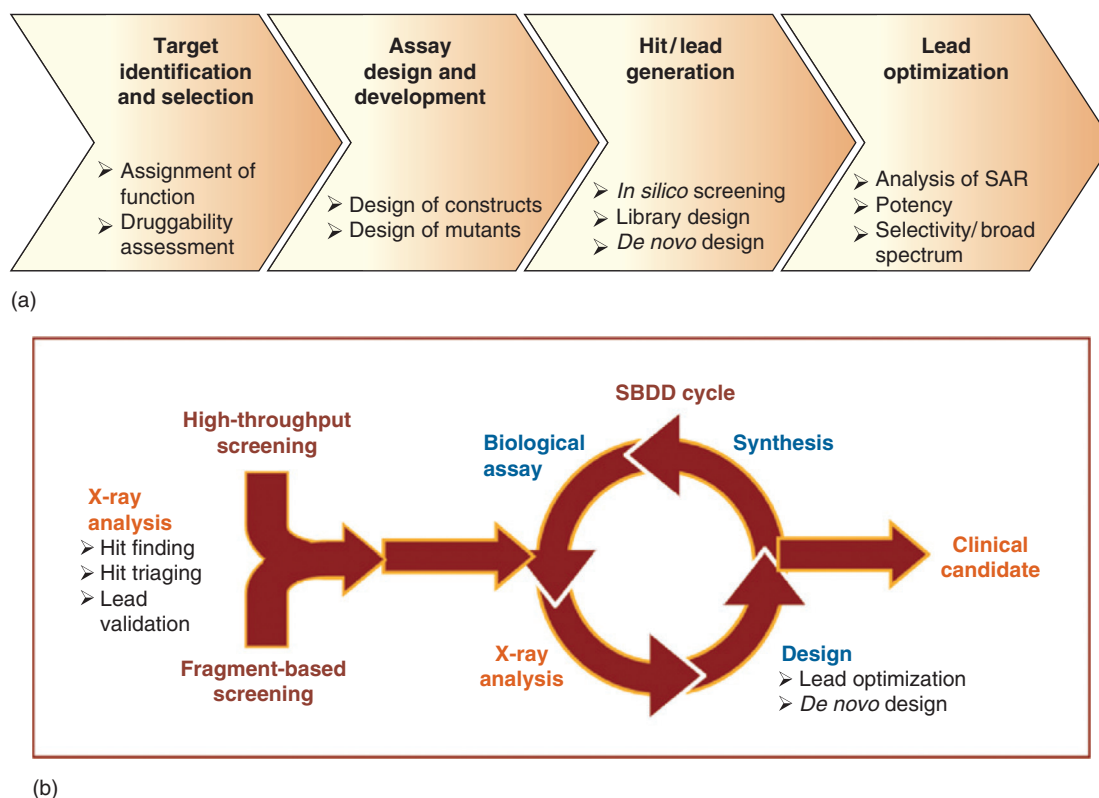 Target
identification
and selection
➢ Assignment of
function
➢ Druggability
assessment
Assay
design and
development
➢ Design of constructs
➢ Design of mutants
Hit/lead
generation
➢ In silico screening
➢ Library design
➢ De novo design
Lead
optimization
➢ Analysis of SAR
➢ Potency
➢ Selectivity/broad
spectrum
(a)
High-throughput
screening
X-ray
analysis
➢ Hit finding
➢ Hit triaging
➢ Lead
validation
Fragment-based
screening
SBDD cycle
Biological
assay
Synthesis
X-ray
analysis
Design
➢ Lead optimization
➢ De novo design
Clinical
candidate
(b)